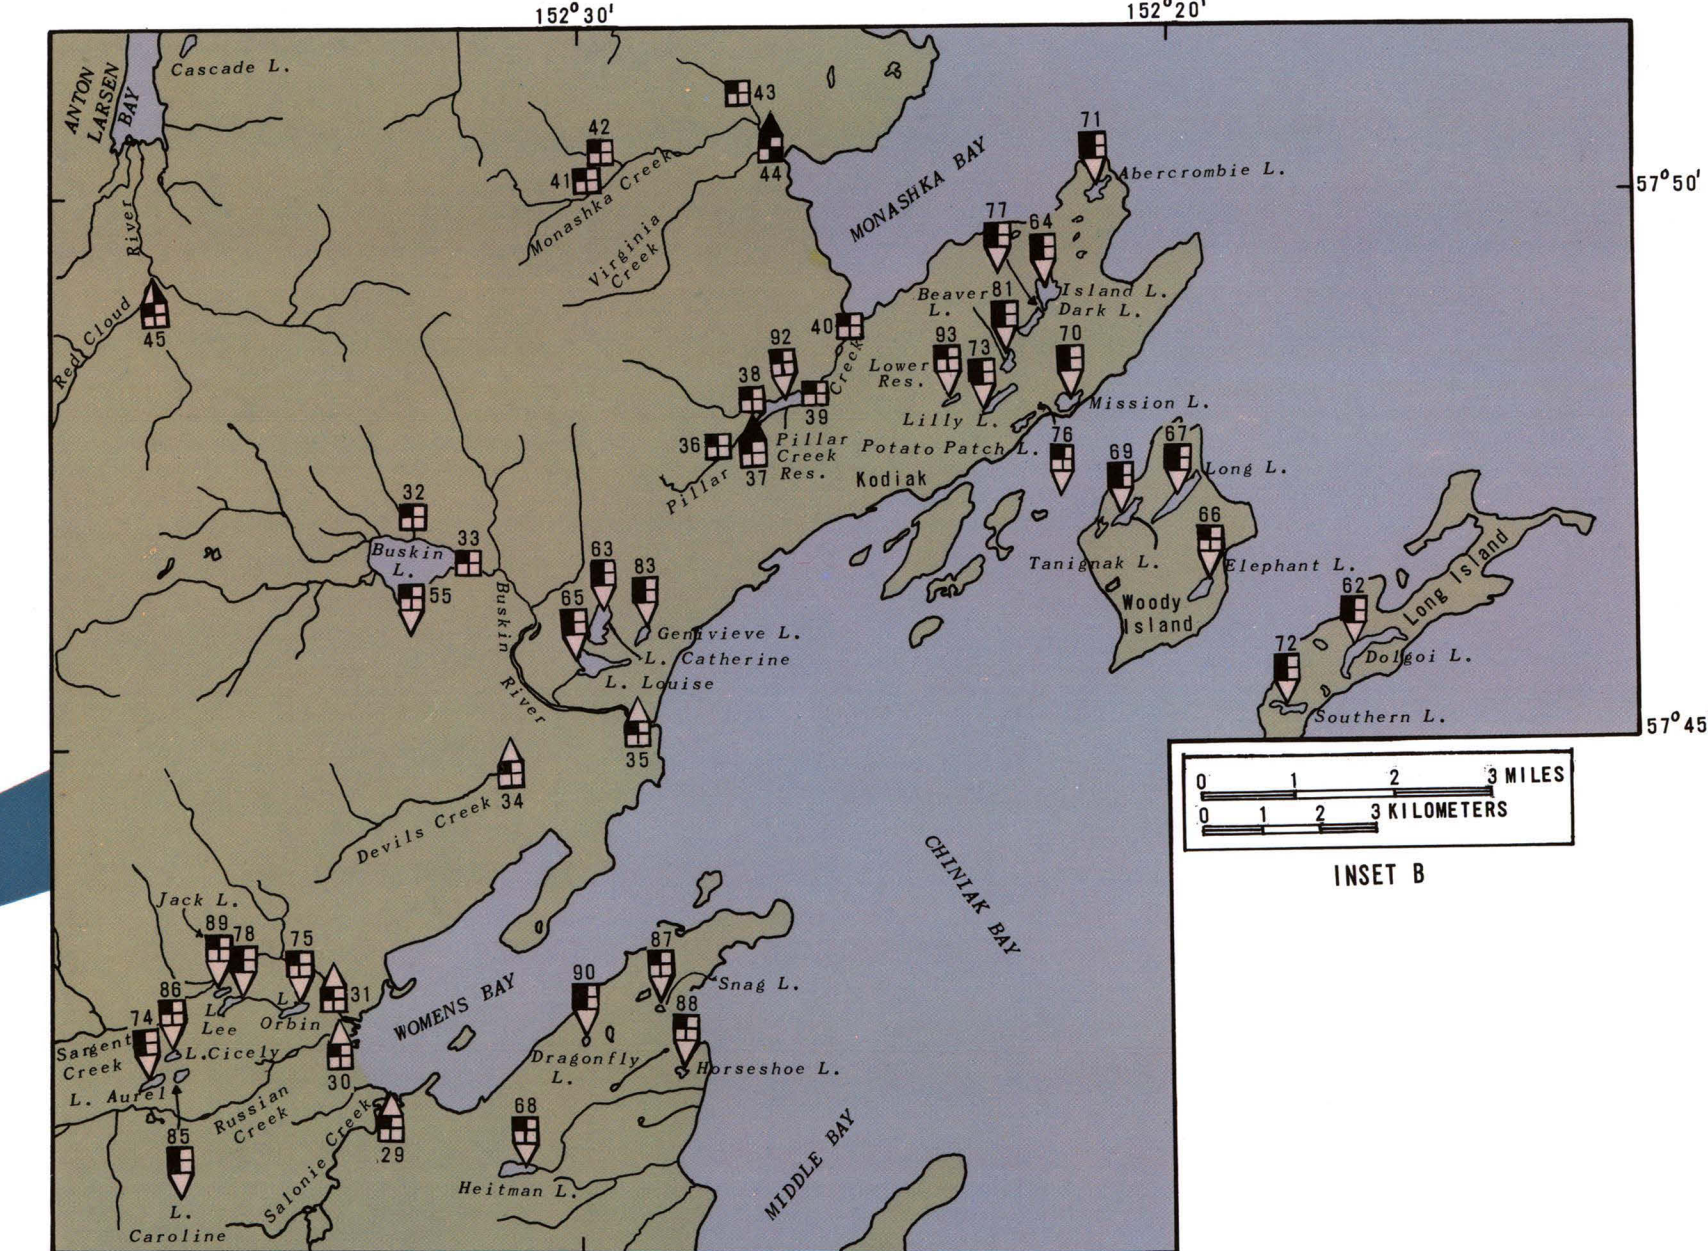 152°30'
152°20'
Cascade L.
ANTON
LARSEN
BAY
43
42
71
41
44
Monashka Creek
MONASHKA BAY
Abercrombie L.
57°50'
River
Virginia
Creek
77
64
Beaver
L.
81
Island L.
Dark L.
Red Cloud
45
40
92
93
73
70
Lower
Res.
Creek
38
39
Mission L.
Lilly L.
36
Pillar
Creek
Res.
37
Potato Patch L.
76
69
67
Long L.
Pillar
Kodiak
32
66
33
Buskin
L.
55
63
83
Tanignak L.
Elephant L.
Long Island
62
Buskin
65
Woody
Island
Genivieve L.
L. Catherine
72
Dolgoi L.
L. Louise
River
Southern L.
57°45
35
34
0 1 2 3 MILES
0 1 2 3 KILOMETERS
Devils Creek
INSET B
CHINIAK BAY
Jack L.
89
78
75
87
90
31
Snag L.
86
L.
Lee
L.
Orbin
WOMENS BAY
88
74
Sargent
Creek
L. Cicely
Dragonfly
L.
Horseshoe L.
30
L. Aurel
Russian
Creek
68
85
29
Salonie Creek
Heitman L.
MIDDLE BAY
L.
Caroline